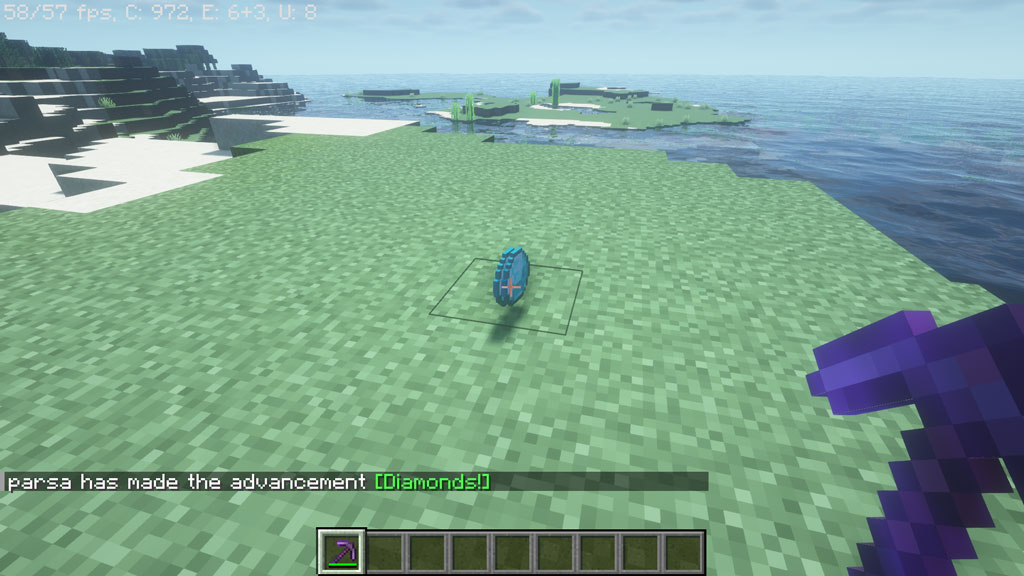 58/57 fps, C: 972, E: 6+3, U: 8
parsa has made the advancement [Diamonds!]